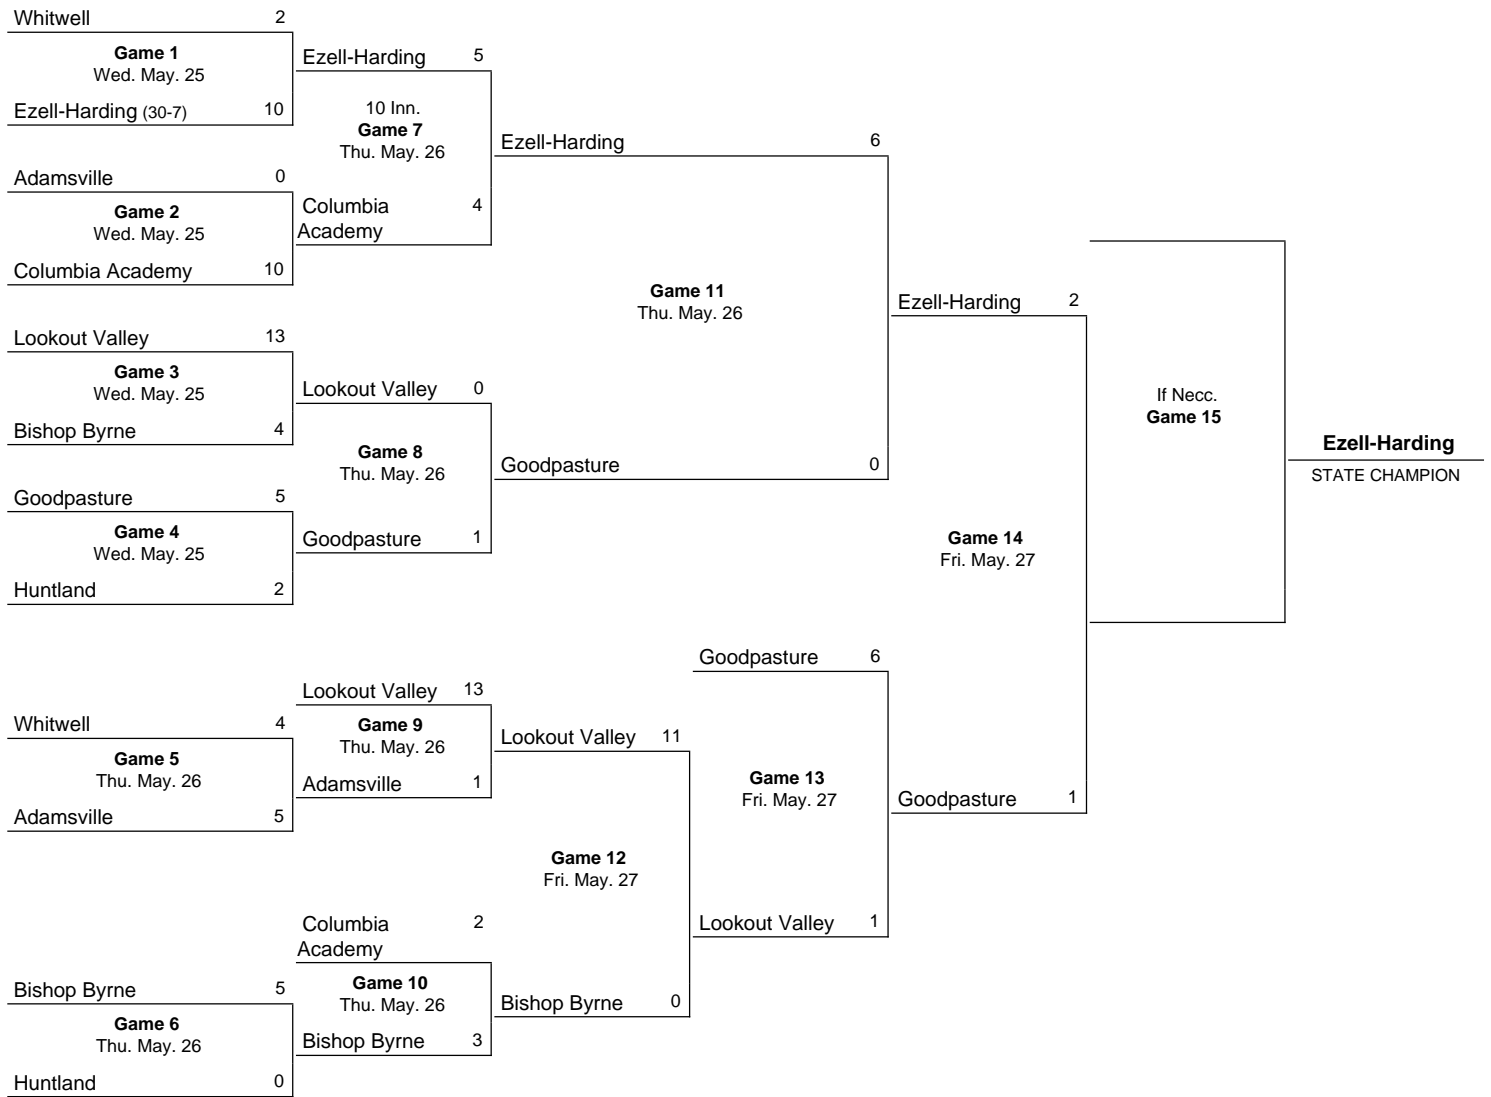 Whitwell 2
Game 1
Wed. May. 25
Ezell-Harding (30-7) 10
Adamsville 0
Game 2
Wed. May. 25
Columbia Academy 10
Lookout Valley 13
Game 3
Wed. May. 25
Bishop Byrne 4
Goodpasture 5
Game 4
Wed. May. 25
Huntland 2
Ezell-Harding 5
10 Inn.
Game 7
Thu. May. 26
Columbia 4
Academy
Lookout Valley 0
Game 8
Thu. May. 26
Goodpasture 1
Ezell-Harding 6
Game 11
Thu. May. 26
Goodpasture 0
Whitwell 4
Game 5
Thu. May. 26
Adamsville 5
Bishop Byrne 5
Game 6
Thu. May. 26
Huntland 0
Lookout Valley 13
Game 9
Thu. May. 26
Adamsville 1
Columbia 2
Academy
Game 10
Thu. May. 26
Bishop Byrne 3
Lookout Valley 11
Game 12
Fri. May. 27
Bishop Byrne 0
Goodpasture 6
Game 13
Fri. May. 27
Lookout Valley 1
Ezell-Harding 2
Game 14
Fri. May. 27
Goodpasture 1
If Necc.
Game 15
Ezell-Harding
STATE CHAMPION